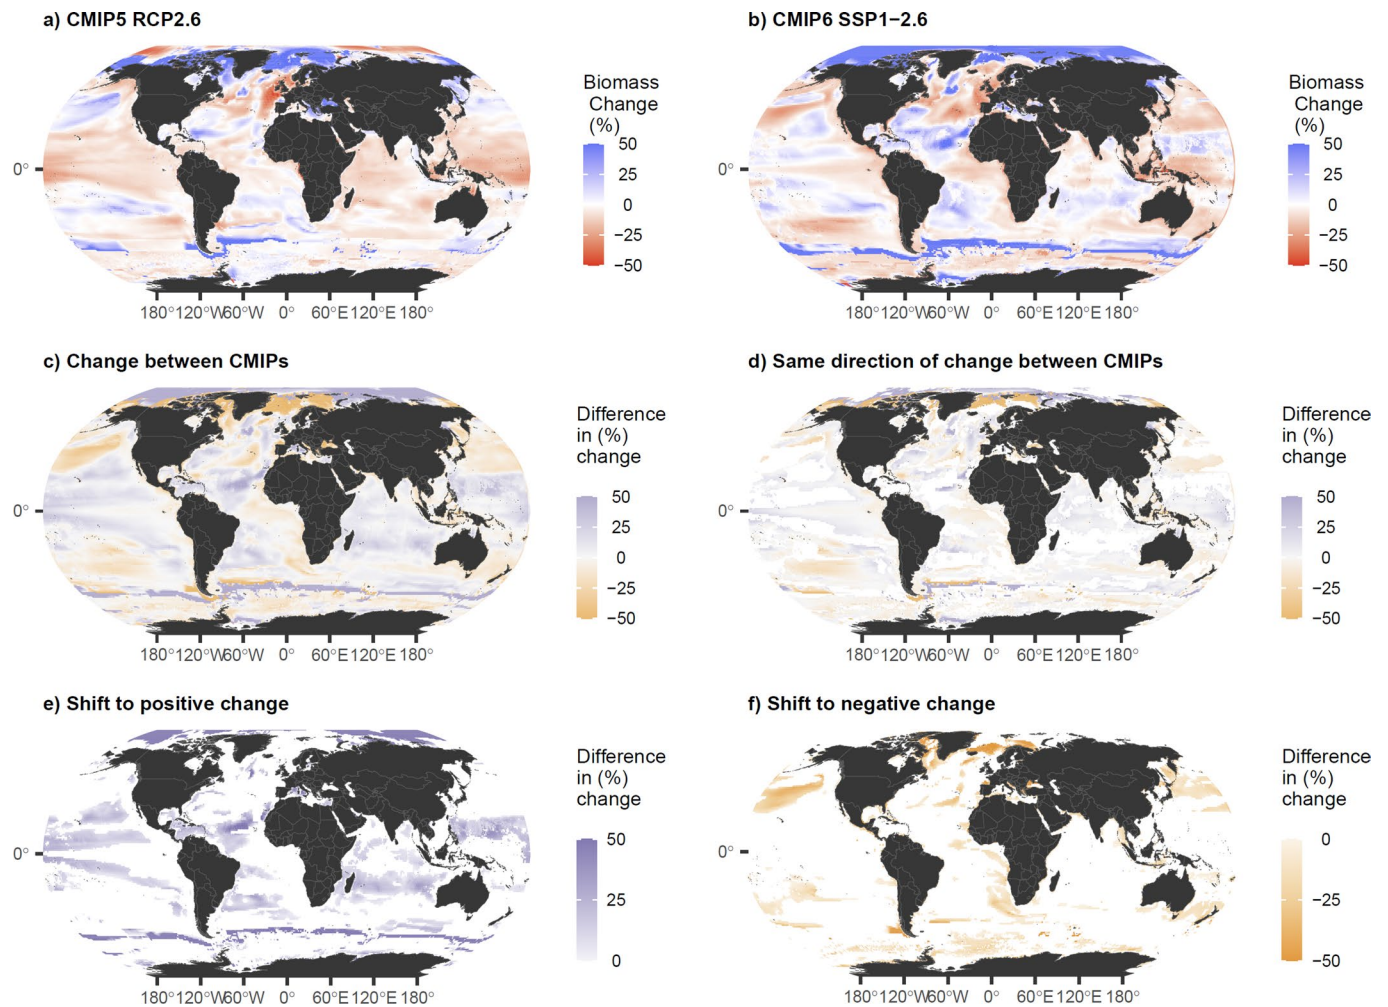 a) CMIP5 RCP2.6
Biomass
Change
(%)
50
25
0
−25
−50
0°
180°120°W60°W 0° 60°E120°E180°
b) CMIP6 SSP1−2.6
Biomass
Change
(%)
50
25
0
−25
−50
0°
180°120°W60°W 0° 60°E120°E180°
c) Change between CMIPs
Difference
in (%)
change
50
25
0
−25
−50
0°
180°120°W60°W 0° 60°E120°E180°
d) Same direction of change between CMIPs
Difference
in (%)
change
50
25
0
−25
−50
0°
180°120°W60°W 0° 60°E120°E180°
e) Shift to positive change
Difference
in (%)
change
50
25
0
0°
180°120°W60°W 0° 60°E120°E180°
f) Shift to negative change
Difference
in (%)
change
0
−25
−50
0°
180°120°W60°W 0° 60°E120°E180°